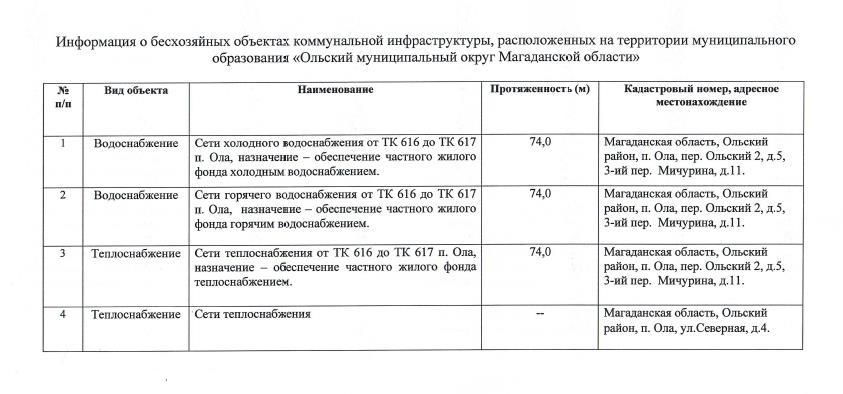 Информация о бесхозяйных объектах коммунальной инфраструктуры, расположенных на территории муниципального
образования «Ольский муниципальный округ Магаданской области»
№
п/п
Вид объекта
Наименование
Протяженность (м)
Кадастровый номер, адресное
местонахождение
1
Водоснабжение
Сети холодного водоснабжения от ТК 616 до ТК 617
п. Ола, назначение – обеспечение частного жилого
фонда холодным водоснабжением.
74,0
Магаданская область, Ольский
район, п. Ола, пер. Ольский 2, д.5,
3-ий пер. Мичурина, д.11.
2
Водоснабжение
Сети горячего водоснабжения от ТК 616 до ТК 617
п. Ола, назначение – обеспечение частного жилого
фонда горячим водоснабжением.
74,0
Магаданская область, Ольский
район, п. Ола, пер. Ольский 2, д.5,
3-ий пер. Мичурина, д.11.
3
Теплоснабжение
Сети теплоснабжения от ТК 616 до ТК 617 п. Ола,
назначение – обеспечение частного жилого фонда
теплоснабжением.
74,0
Магаданская область, Ольский
район, п. Ола, пер. Ольский 2, д.5,
3-ий пер. Мичурина, д.11.
4
Теплоснабжение
Сети теплоснабжения
--
Магаданская область, Ольский
район, п. Ола, ул.Северная, д.4.